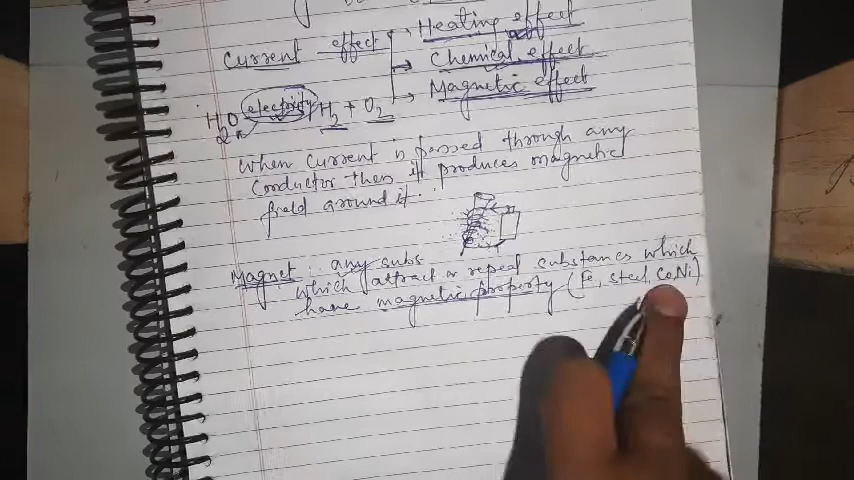 Heating effect
Current effect → Chemical effect
Magnetic effect
H2O electricity H2 + O2
When current is passed through any
conductor then it produces magnetic
field around it.
Magnet: any subs
which attract or repeal substances which
have magnetic property (Fe, steel, Co, Ni)